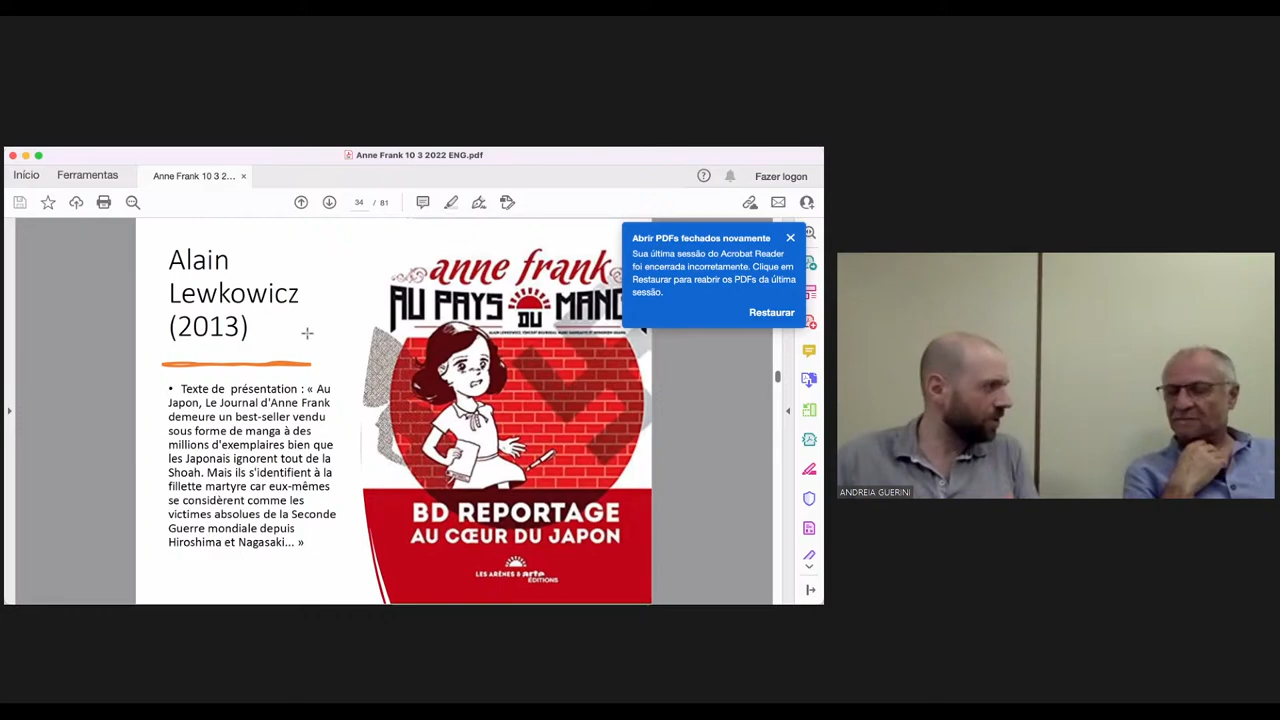 Anne Frank 10 3 2022 ENG.pdf
Início Ferramentas Anne Frank 10 3 2... × Fazer logon
34 / 81
Alain
Lewkowicz
(2013)
• Texte de présentation : « Au
Japon, Le Journal d'Anne Frank
demeure un best-seller vendu
sous forme de manga à des
millions d'exemplaires bien que
les Japonais ignorent tout de la
Shoah. Mais ils s'identifient à la
fillette martyre car eux-mêmes
se considèrent comme les
victimes absolues de la Seconde
Guerre mondiale depuis
Hiroshima et Nagasaki... »
anne frank
AU PAYS DU MANG
BD REPORTAGE
AU CŒUR DU JAPON
LES ARÈNES & arte
ÉDITIONS
Abrir PDFs fechados novamente
Sua última sessão do Acrobat Reader
foi encerrada incorretamente. Clique em
Restaurar para reabrir os PDFs da última
sessão.
Restaurar
ANDREIA GUERINI